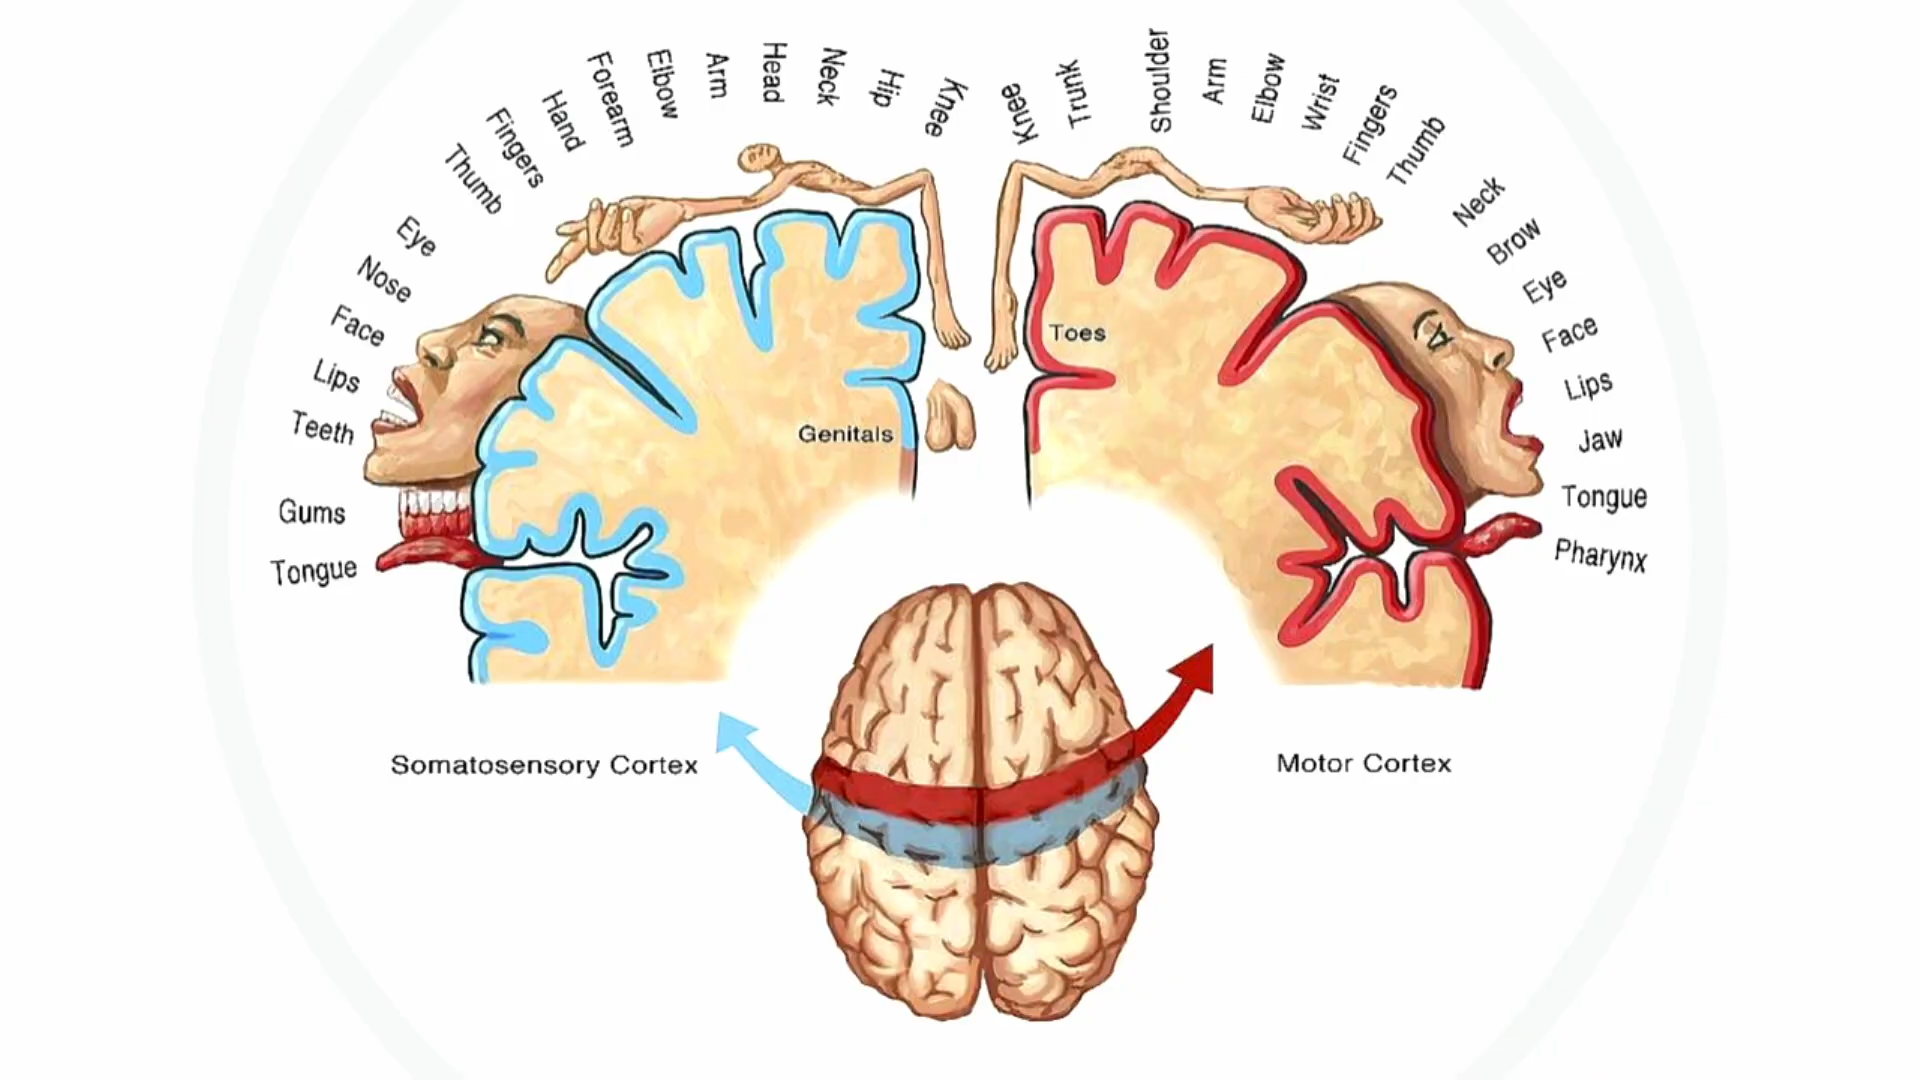 Tongue
Gums
Teeth
Lips
Face
Nose
Eye
Thumb
Fingers
Hand
Forearm
Elbow
Arm
Head
Neck
Hip
Knee
Knee
Trunk
Shoulder
Arm
Elbow
Wrist
Fingers
Thumb
Neck
Brow
Eye
Face
Lips
Jaw
Tongue
Pharynx
Genitals
Toes
Somatosensory Cortex
Motor Cortex